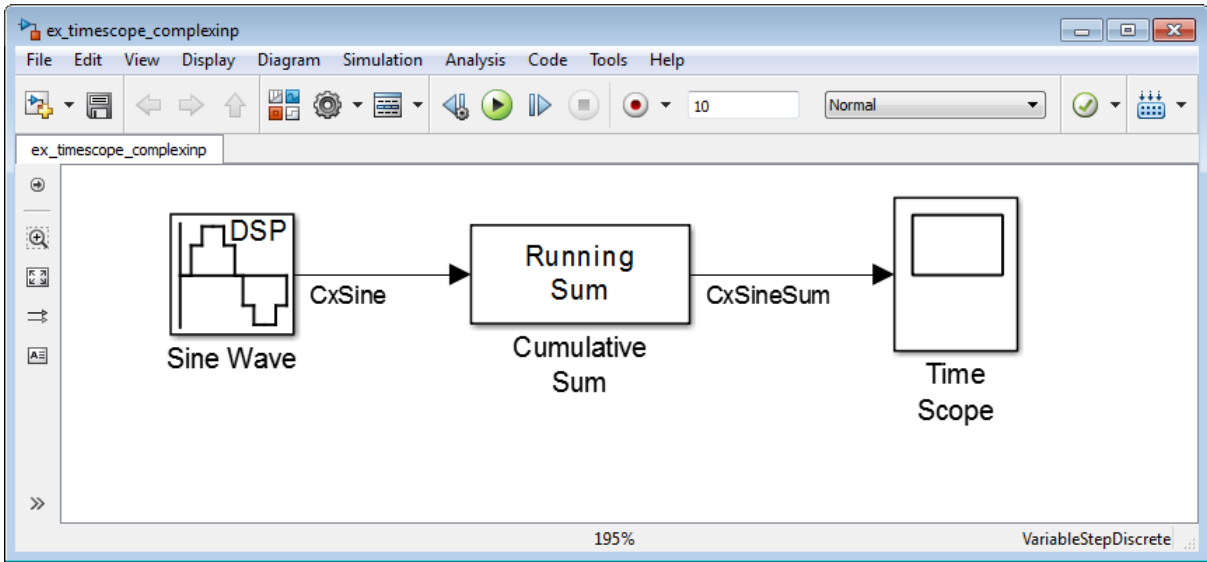 ex_timescope_complexinp
File Edit View Display Diagram Simulation Analysis Code Tools Help
10 Normal
ex_timescope_complexinp
DSP
Running
Sum
CxSine
CxSineSum
Sine Wave
Cumulative
Sum
Time
Scope
195% VariableStepDiscrete